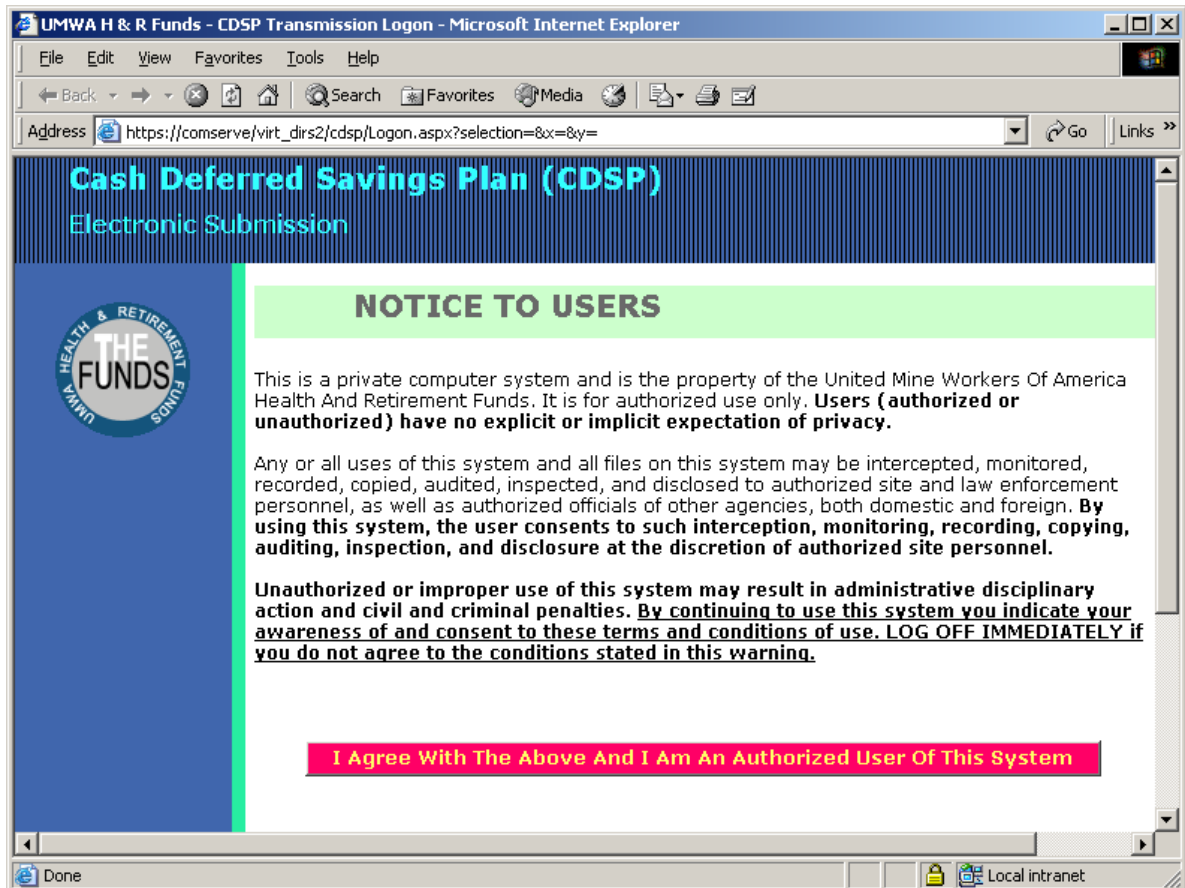 UMWA H & R Funds - CDSP Transmission Logon - Microsoft Internet Explorer
File Edit View Favorites Tools Help
Back Search Favorites Media
Address https://comserve/virt_dirs2/cdsp/Logon.aspx?selection=&x=&y= Go Links »
Cash Deferred Savings Plan (CDSP)
Electronic Submission
UMWA HEALTH & RETIREMENT FUNDS
THE
FUNDS
NOTICE TO USERS
This is a private computer system and is the property of the United Mine Workers Of America
Health And Retirement Funds. It is for authorized use only. Users (authorized or
unauthorized) have no explicit or implicit expectation of privacy.
Any or all uses of this system and all files on this system may be intercepted, monitored,
recorded, copied, audited, inspected, and disclosed to authorized site and law enforcement
personnel, as well as authorized officials of other agencies, both domestic and foreign. By
using this system, the user consents to such interception, monitoring, recording, copying,
auditing, inspection, and disclosure at the discretion of authorized site personnel.
Unauthorized or improper use of this system may result in administrative disciplinary
action and civil and criminal penalties. By continuing to use this system you indicate your
awareness of and consent to these terms and conditions of use. LOG OFF IMMEDIATELY if
you do not agree to the conditions stated in this warning.
I Agree With The Above And I Am An Authorized User Of This System
Done Local intranet